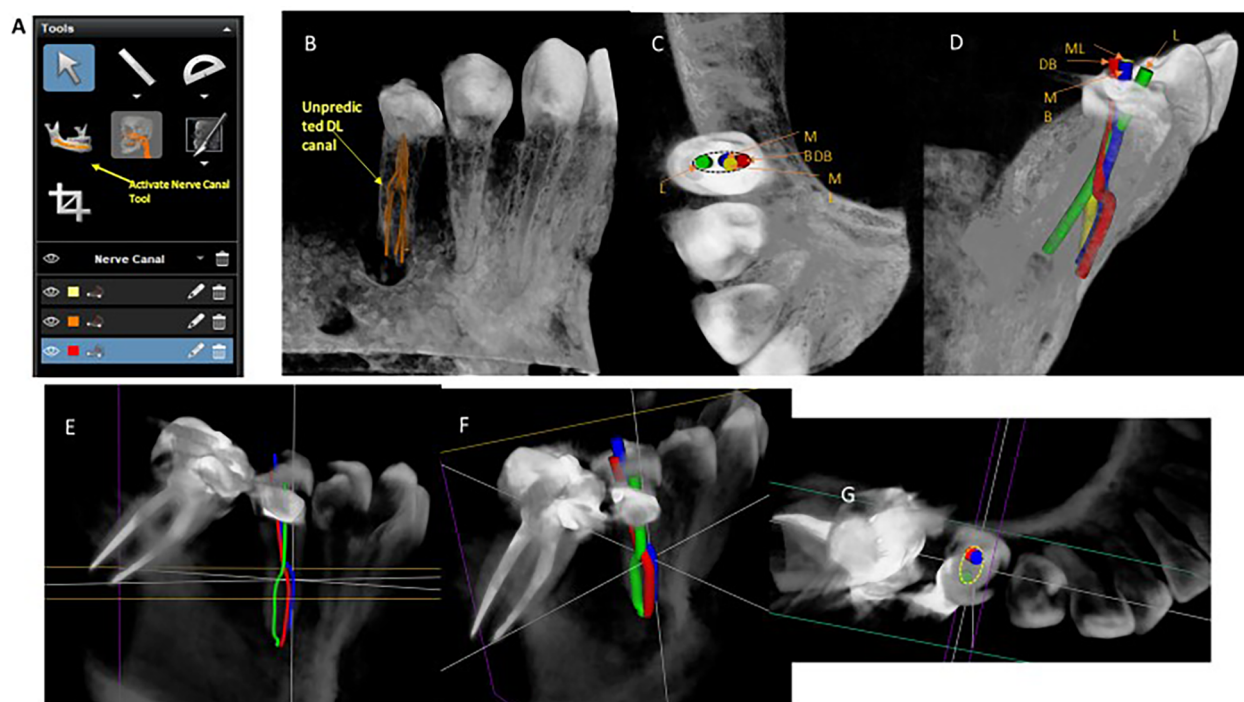 A
Tools
Activate Nerve Canal
Tool
Nerve Canal
B
Unpredic
ted DL
canal
C
M
B DB
M
L
L
D
ML
L
DB
M
B
E
F
G